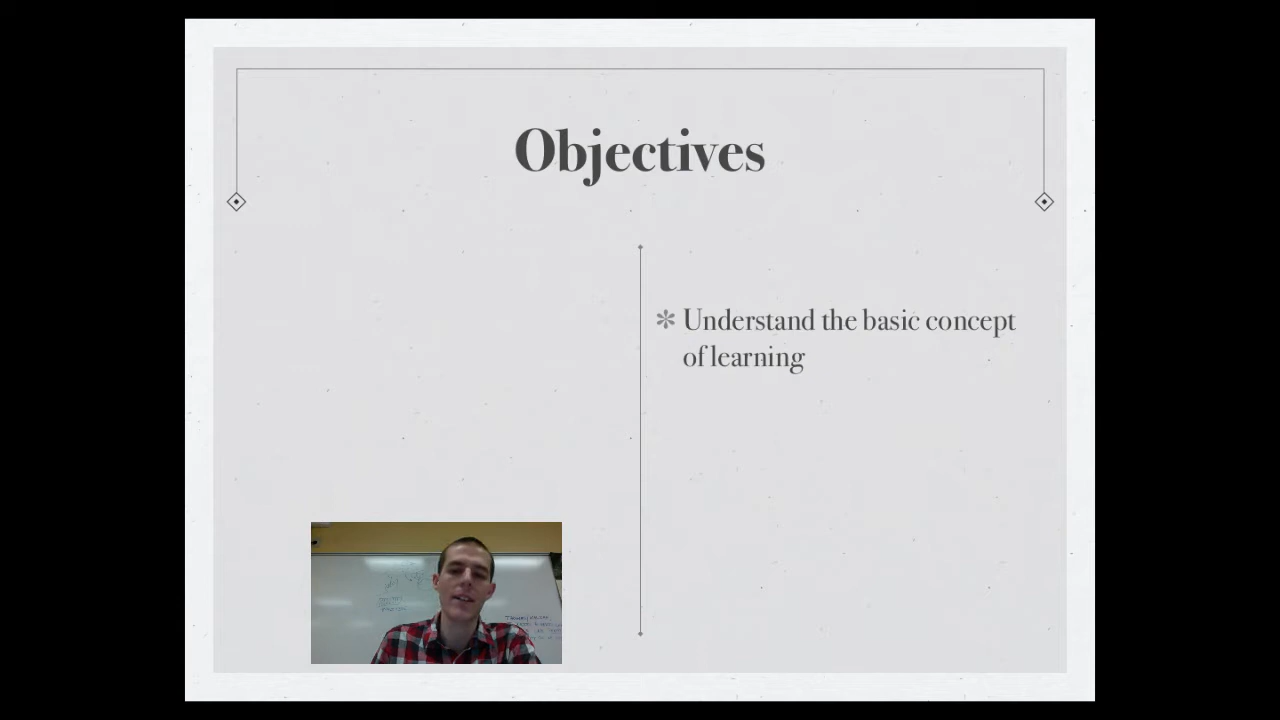 Objectives
✻ Understand the basic concept
of learning